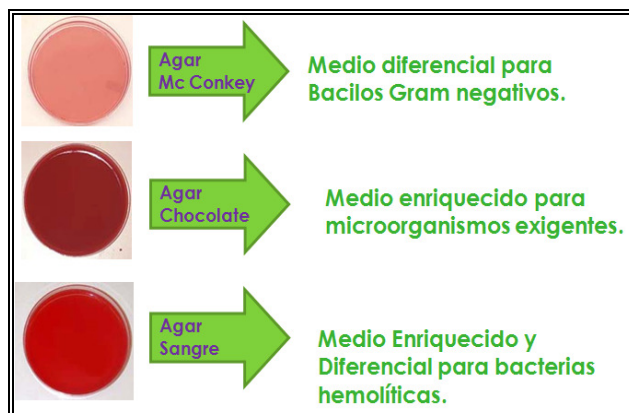 Agar
Mc Conkey
Medio diferencial para
Bacilos Gram negativos.
Agar
Chocolate
Medio enriquecido para
microorganismos exigentes.
Agar
Sangre
Medio Enriquecido y
Diferencial para bacterias
hemolíticas.